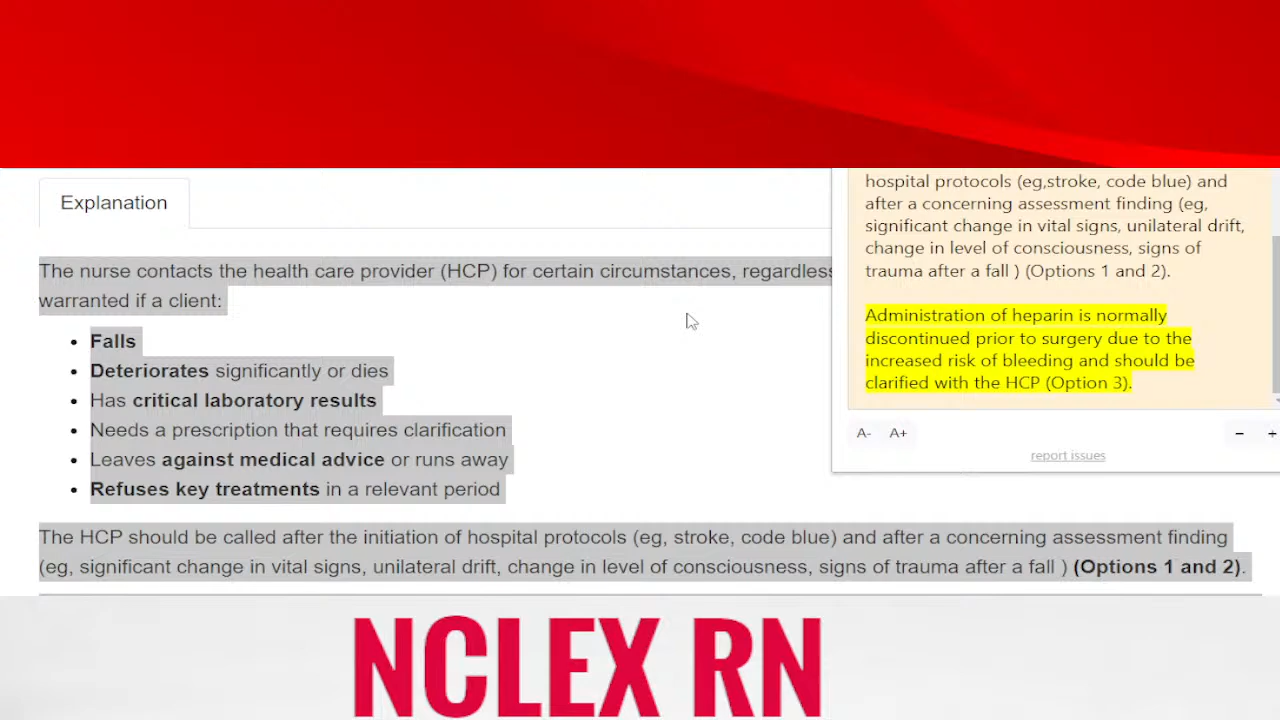 Explanation
The nurse contacts the health care provider (HCP) for certain circumstances, regardless
warranted if a client:
• Falls
• Deteriorates significantly or dies
• Has critical laboratory results
• Needs a prescription that requires clarification
• Leaves against medical advice or runs away
• Refuses key treatments in a relevant period
The HCP should be called after the initiation of hospital protocols (eg, stroke, code blue) and after a concerning assessment finding
(eg, significant change in vital signs, unilateral drift, change in level of consciousness, signs of trauma after a fall ) (Options 1 and 2).
hospital protocols (eg,stroke, code blue) and
after a concerning assessment finding (eg,
significant change in vital signs, unilateral drift,
change in level of consciousness, signs of
trauma after a fall ) (Options 1 and 2).
Administration of heparin is normally
discontinued prior to surgery due to the
increased risk of bleeding and should be
clarified with the HCP (Option 3).
A- A+ − +
report issues
NCLEX RN